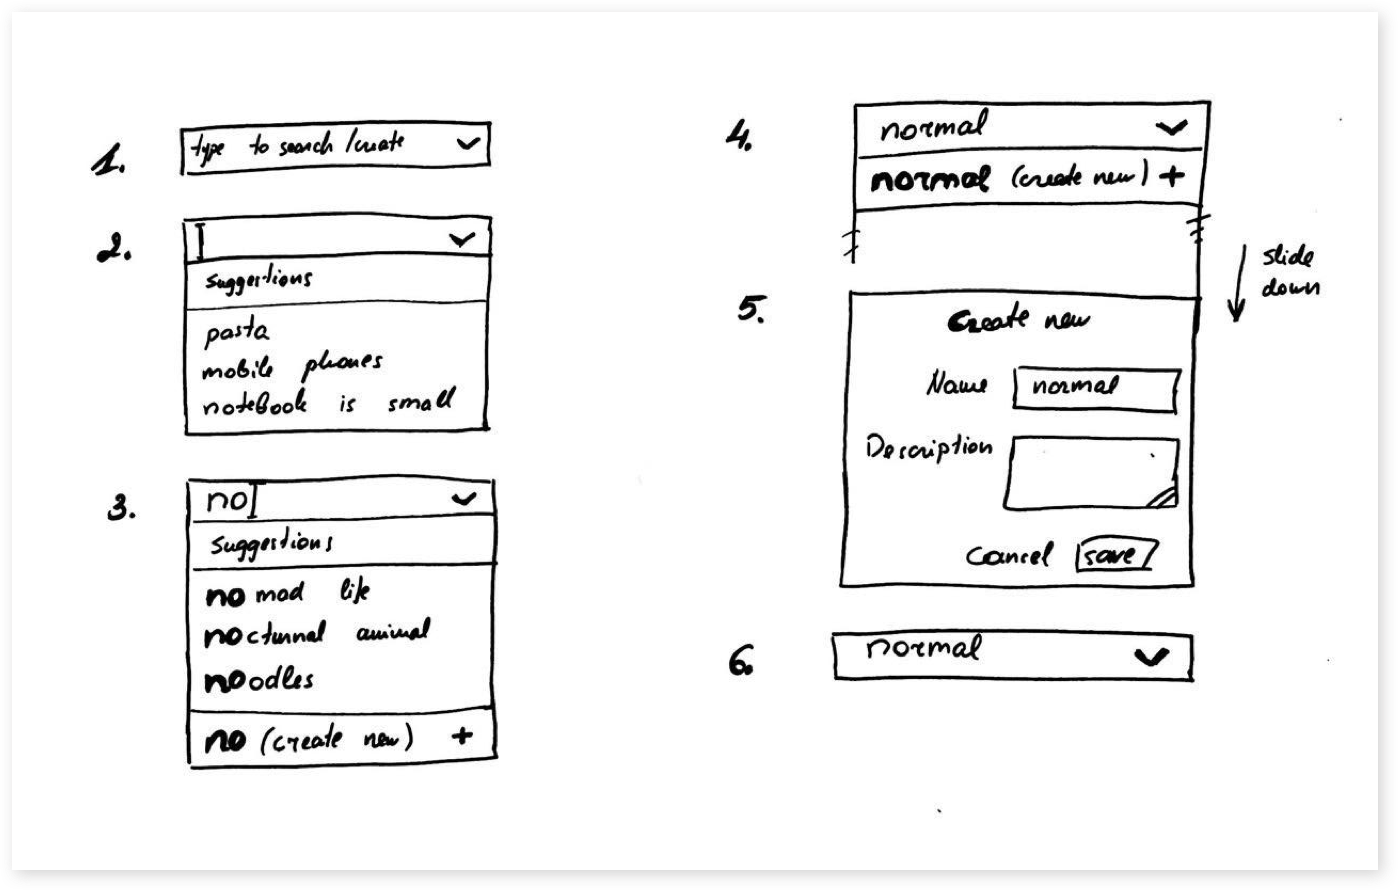 1. type to search /create
2.
suggestions
pasta
mobile phones
notebook is small
3. no
suggestions
nomad life
nocturnal animal
noodles
no (create new) +
4. normal
normal (create new) +
slide
down
5. Create new
Name normal
Description
Cancel save
6. normal